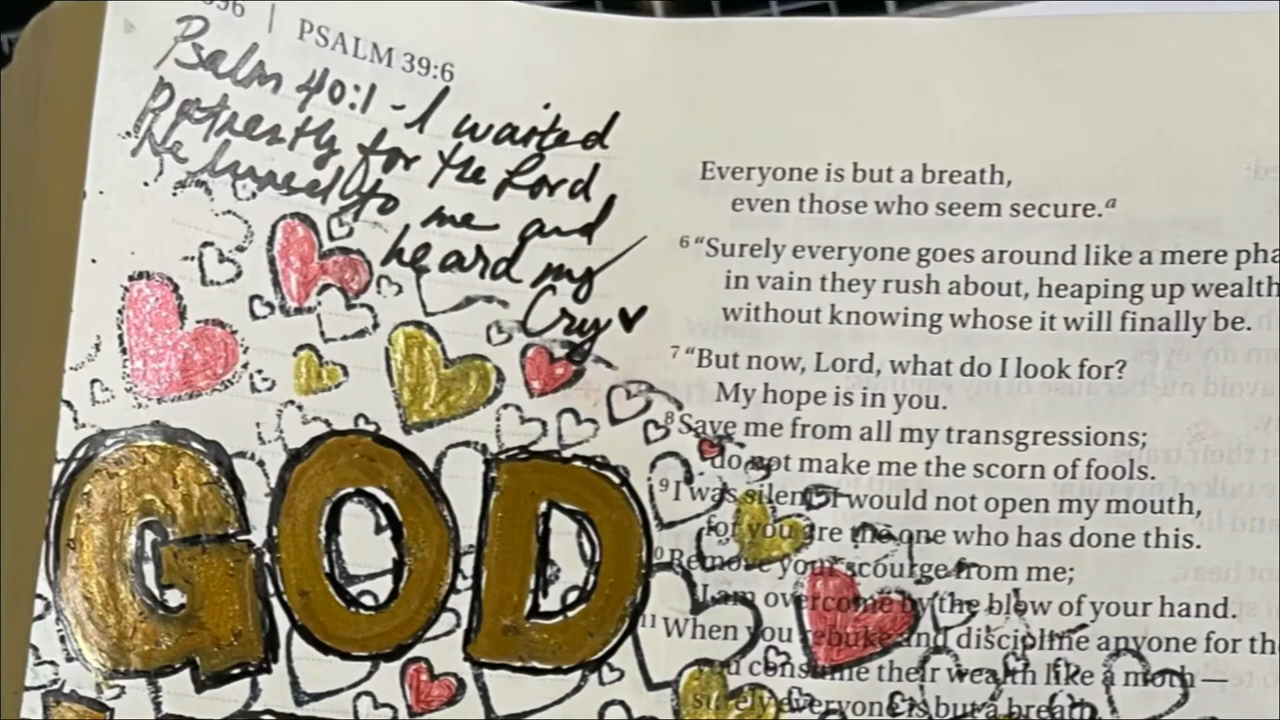 PSALM 39:6
Psalm 40:1 - I waited
Patiently for the Lord
He turned to me and
heard my
Cry
GOD
Everyone is but a breath,
even those who seem secure.a
6 “Surely everyone goes around like a mere pha
in vain they rush about, heaping up wealth
without knowing whose it will finally be.
7 “But now, Lord, what do I look for?
My hope is in you.
8 Save me from all my transgressions;
do not make me the scorn of fools.
9 I was silent; I would not open my mouth,
for you are the one who has done this.
0 Remove your scourge from me;
I am overcome by the blow of your hand.
11 When you rebuke and discipline anyone for th
you consume their wealth like a moth —
surely everyone is but a breath